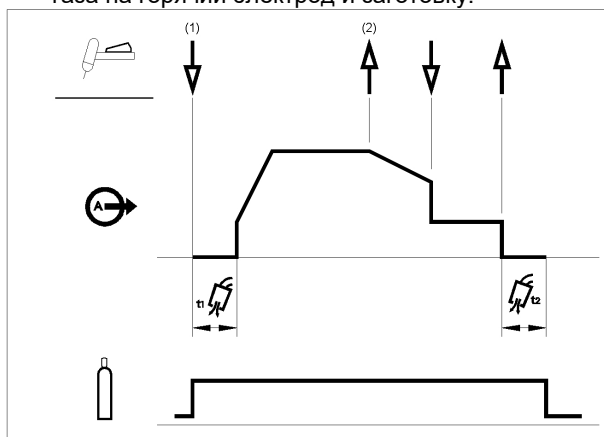 газа на горячий электрод и заготовку.
(1) (2)
A
t1 t2